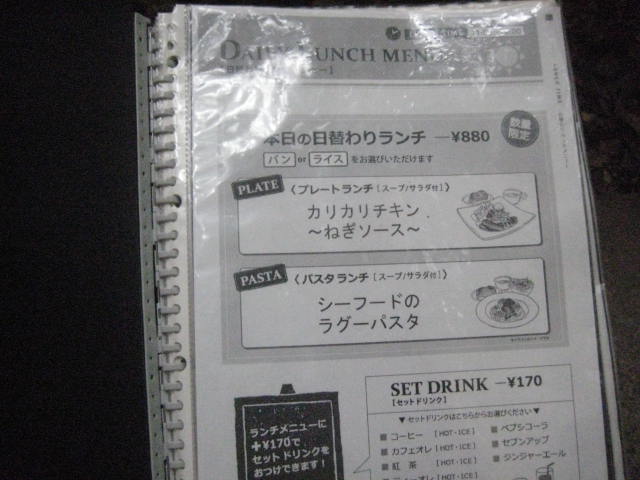 DAILY LUNCH MENU
本日の日替わりランチ ―¥880
数量
限定
パン or ライス をお選びいただけます
PLATE 〈プレートランチ［スープ/サラダ付］〉
カリカリチキン
～ねぎソース～
PASTA 〈パスタランチ［スープ/サラダ付］〉
シーフードの
ラグーパスタ
SET DRINK ―¥170
［セットドリンク］
▼セットドリンクはこちらからお選びください▼
■コーヒー ［HOT・ICE］
■カフェオレ［HOT・ICE］
■紅 茶 ［HOT・ICE］
［HOT・ICE］
■ペプシコーラ
■セブンアップ
■ジンジャーエール
ランチメニューに
+¥170で
セットドリンクを
おつけできます！